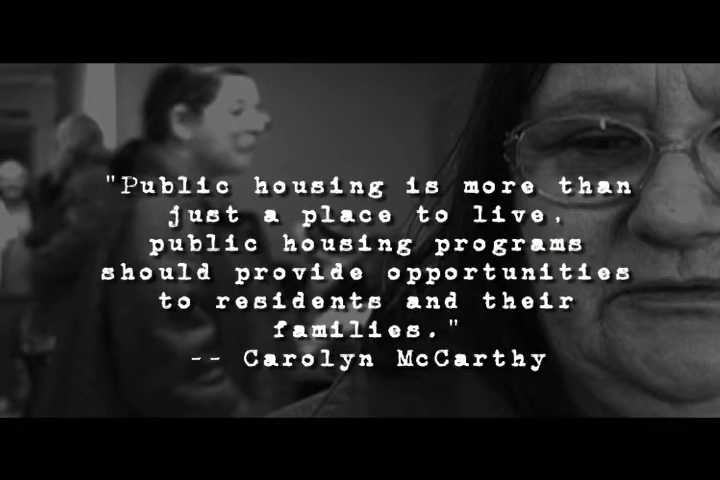 "Public housing is more than
just a place to live,
public housing programs
should provide opportunities
to residents and their
families."
-- Carolyn McCarthy